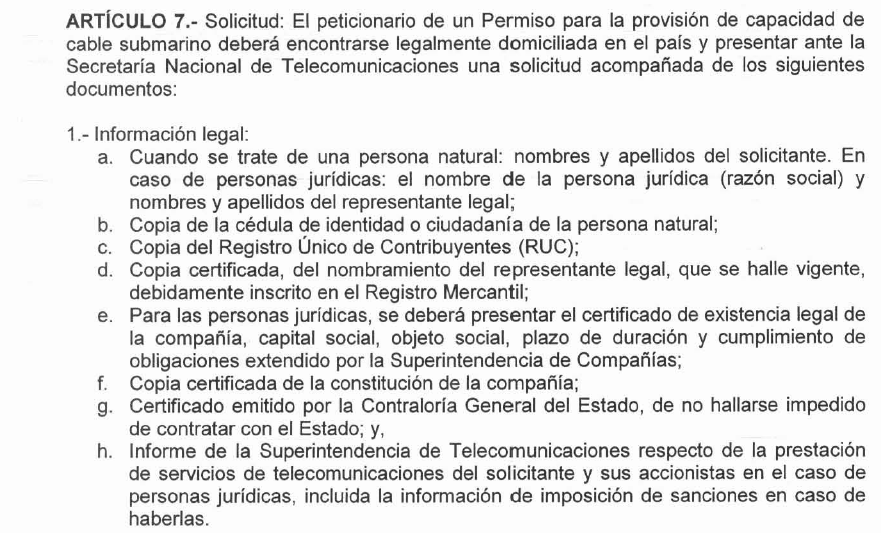 ARTÍCULO 7.- Solicitud: El peticionario de un Permiso para la provisión de capacidad de
cable submarino deberá encontrarse legalmente domiciliada en el país y presentar ante la
Secretaría Nacional de Telecomunicaciones una solicitud acompañada de los siguientes
documentos:
1.- Información legal:
a. Cuando se trate de una persona natural: nombres y apellidos del solicitante. En
caso de personas jurídicas: el nombre de la persona jurídica (razón social) y
nombres y apellidos del representante legal;
b. Copia de la cédula de identidad o ciudadanía de la persona natural;
c. Copia del Registro Único de Contribuyentes (RUC);
d. Copia certificada, del nombramiento del representante legal, que se halle vigente,
debidamente inscrito en el Registro Mercantil;
e. Para las personas jurídicas, se deberá presentar el certificado de existencia legal de
la compañía, capital social, objeto social, plazo de duración y cumplimiento de
obligaciones extendido por la Superintendencia de Compañías;
f. Copia certificada de la constitución de la compañía;
g. Certificado emitido por la Contraloría General del Estado, de no hallarse impedido
de contratar con el Estado; y,
h. Informe de la Superintendencia de Telecomunicaciones respecto de la prestación
de servicios de telecomunicaciones del solicitante y sus accionistas en el caso de
personas jurídicas, incluida la información de imposición de sanciones en caso de
haberlas.